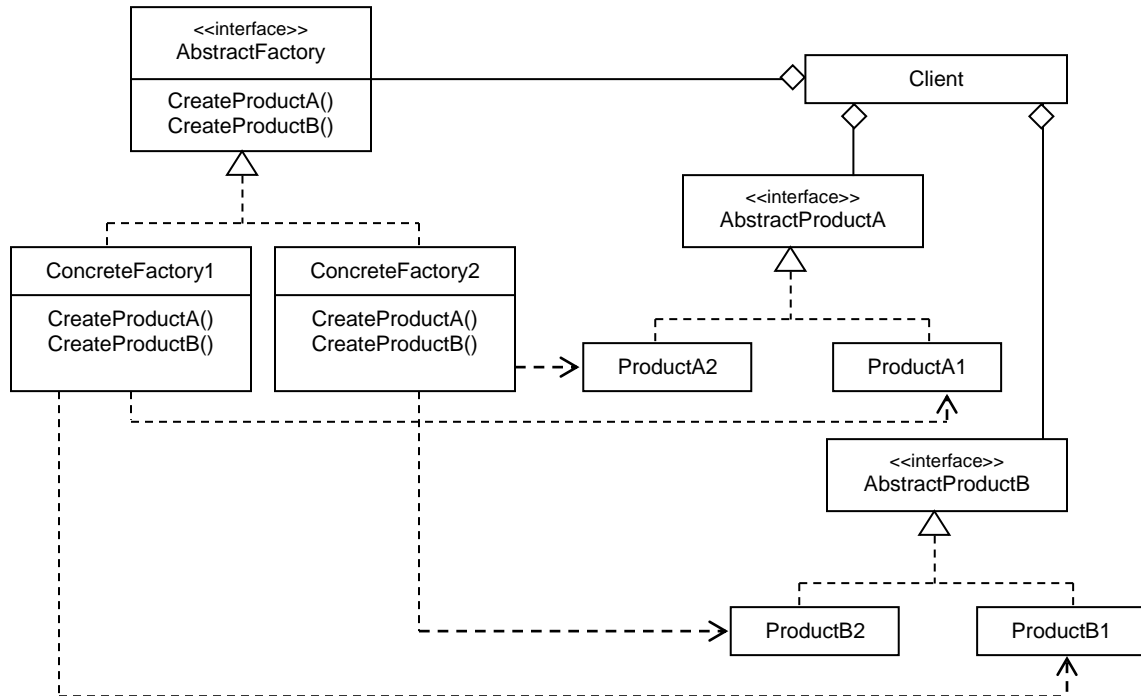 <<interface>>
AbstractFactory
CreateProductA()
CreateProductB()
Client
<<interface>>
AbstractProductA
ConcreteFactory1
CreateProductA()
CreateProductB()
ConcreteFactory2
CreateProductA()
CreateProductB()
ProductA2
ProductA1
<<interface>>
AbstractProductB
ProductB2
ProductB1